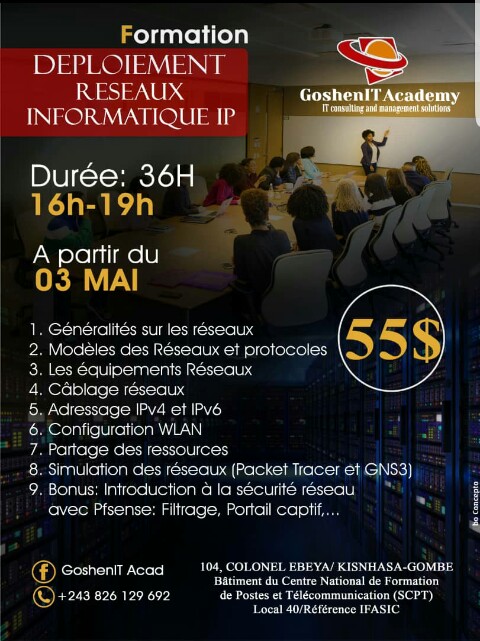 Formation
DEPLOIEMENT
RESEAUX
INFORMATIQUE IP
GoshenIT Academy
IT consulting and management solutions
Durée: 36H
16h-19h
A partir du
03 MAI
55$
1. Généralités sur les réseaux
2. Modèles des Réseaux et protocoles
3. Les équipements Réseaux
4. Câblage réseaux
5. Adressage IPv4 et IPv6
6. Configuration WLAN
7. Partage des ressources
8. Simulation des réseaux (Packet Tracer et GNS3)
9. Bonus: Introduction à la sécurité réseau
avec Pfsense: Filtrage, Portail captif,...
GoshenIT Acad
+243 826 129 692
104, COLONEL EBEYA/ KISNHASA-GOMBE
Bâtiment du Centre National de Formation
de Postes et Télécommunication (SCPT)
Local 40/Référence IFASIC
Concepto